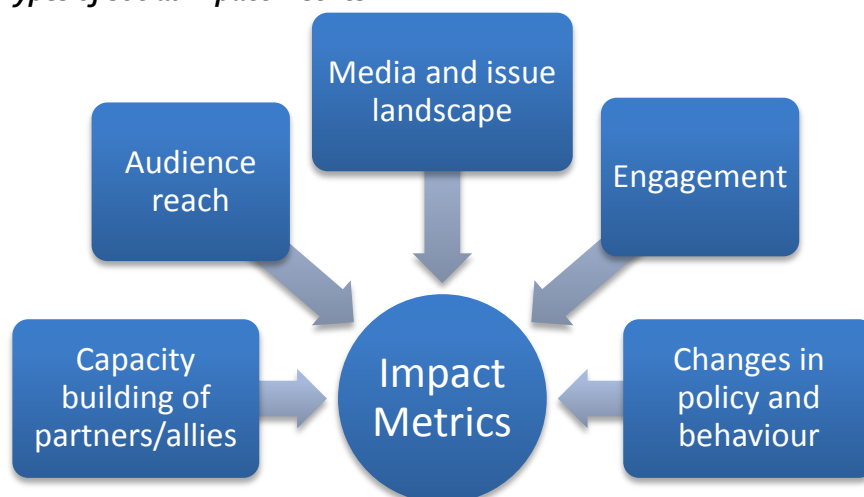 Media and issue
landscape
Audience
reach
Engagement
Capacity
building of
partners/allies
Impact
Metrics
Changes in
policy and
behaviour